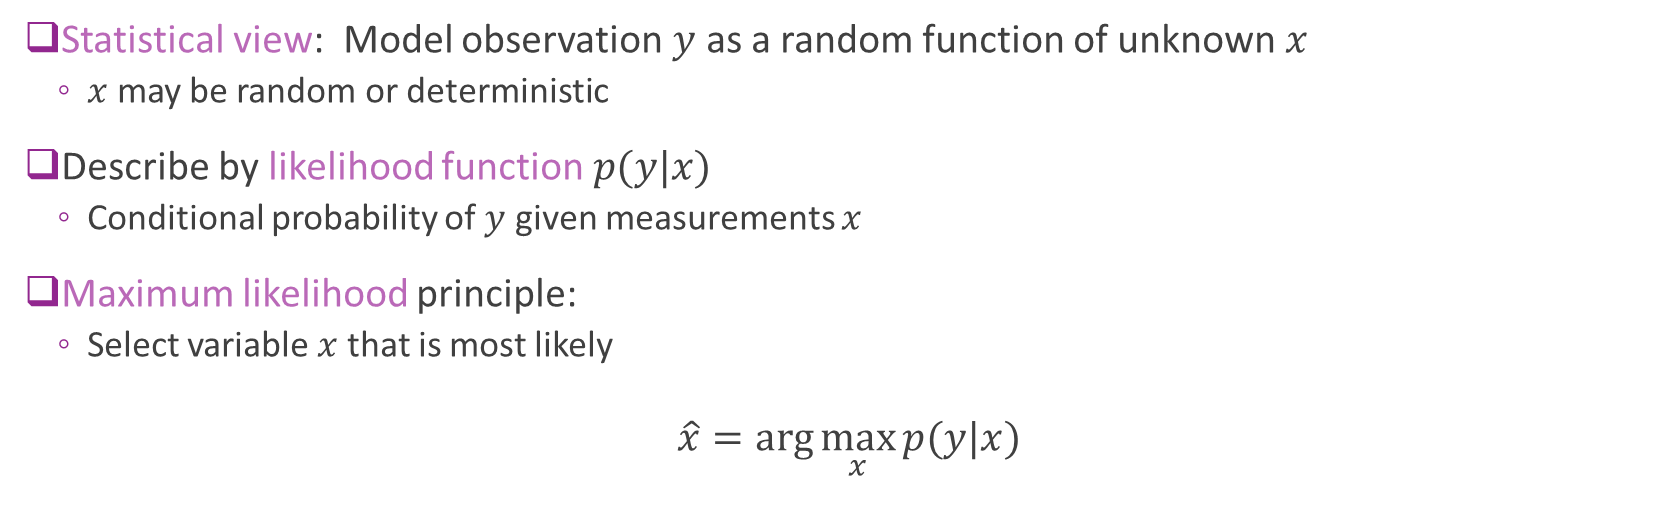 ❑Statistical view: Model observation 𝑦 as a random function of unknown 𝑥
◦ 𝑥 may be random or deterministic
❑Describe by likelihood function 𝑝(𝑦|𝑥)
◦ Conditional probability of 𝑦 given measurements 𝑥
❑Maximum likelihood principle:
◦ Select variable 𝑥 that is most likely
x̂ = arg max 𝑝(𝑦|𝑥)
𝑥